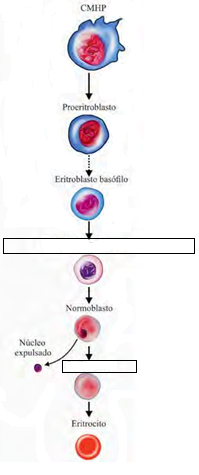 CMHP
Proeritroblasto
Eritroblasto basófilo
Normoblasto
Núcleo
expulsado
Eritrocito